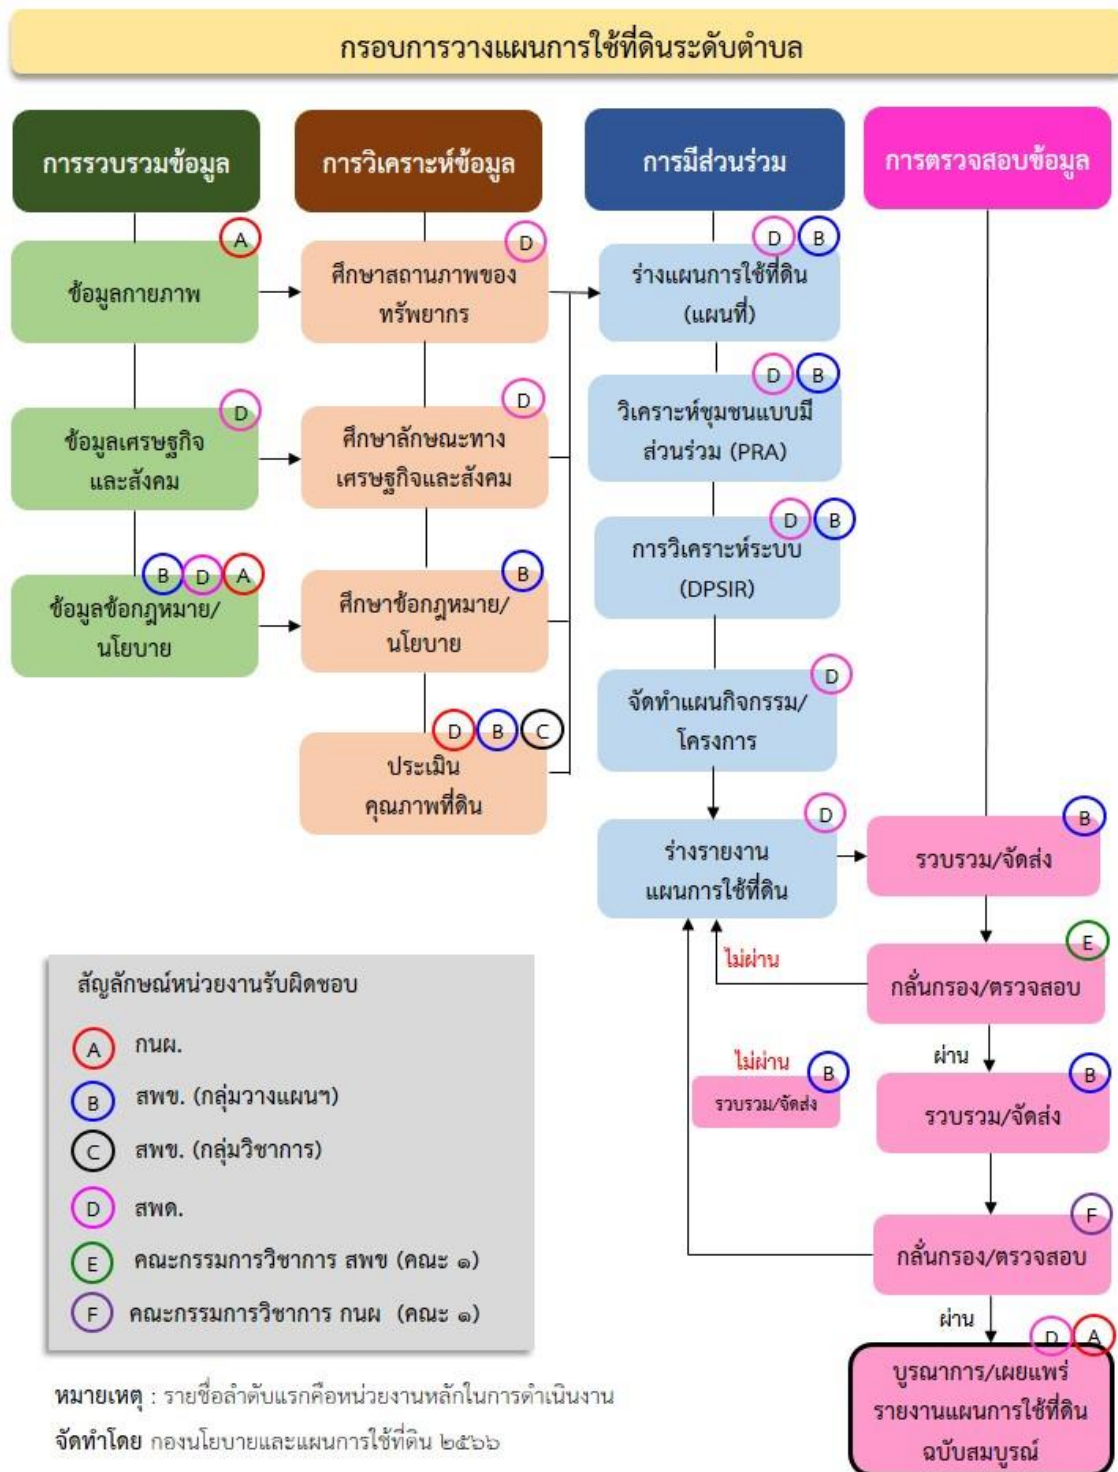 กรอบการวางแผนการใช้ที่ดินระดับตำบล
การรวบรวมข้อมูล
A
ข้อมูลกายภาพ
D
ข้อมูลเศรษฐกิจ
และสังคม
B D A
ข้อมูลข้อกฎหมาย/
นโยบาย
การวิเคราะห์ข้อมูล
D
ศึกษาสถานภาพของ
ทรัพยากร
D
ศึกษาลักษณะทาง
เศรษฐกิจและสังคม
B
ศึกษาข้อกฎหมาย/
นโยบาย
D B C
ประเมิน
คุณภาพที่ดิน
การมีส่วนร่วม
D B
ร่างแผนการใช้ที่ดิน
(แผนที่)
D B
วิเคราะห์ชุมชนแบบมี
ส่วนร่วม (PRA)
D B
การวิเคราะห์ระบบ
(DPSIR)
D
จัดทำแผนกิจกรรม/
โครงการ
D
ร่างรายงาน
แผนการใช้ที่ดิน
การตรวจสอบข้อมูล
B
รวบรวม/จัดส่ง
E
กลั่นกรอง/ตรวจสอบ
ไม่ผ่าน
ผ่าน
B
รวบรวม/จัดส่ง
ไม่ผ่าน
B
รวบรวม/จัดส่ง
F
กลั่นกรอง/ตรวจสอบ
ผ่าน
D A
บูรณาการ/เผยแพร่
รายงานแผนการใช้ที่ดิน
ฉบับสมบูรณ์
สัญลักษณ์หน่วยงานรับผิดชอบ
A กนผ.
B สพข. (กลุ่มวางแผนฯ)
C สพข. (กลุ่มวิชาการ)
D สพด.
E คณะกรรมการวิชาการ สพข (คณะ ๑)
F คณะกรรมการวิชาการ กนผ (คณะ ๑)
หมายเหตุ : รายชื่อลำดับแรกคือหน่วยงานหลักในการดำเนินงาน
จัดทำโดย กองนโยบายและแผนการใช้ที่ดิน ๒๕๖๖